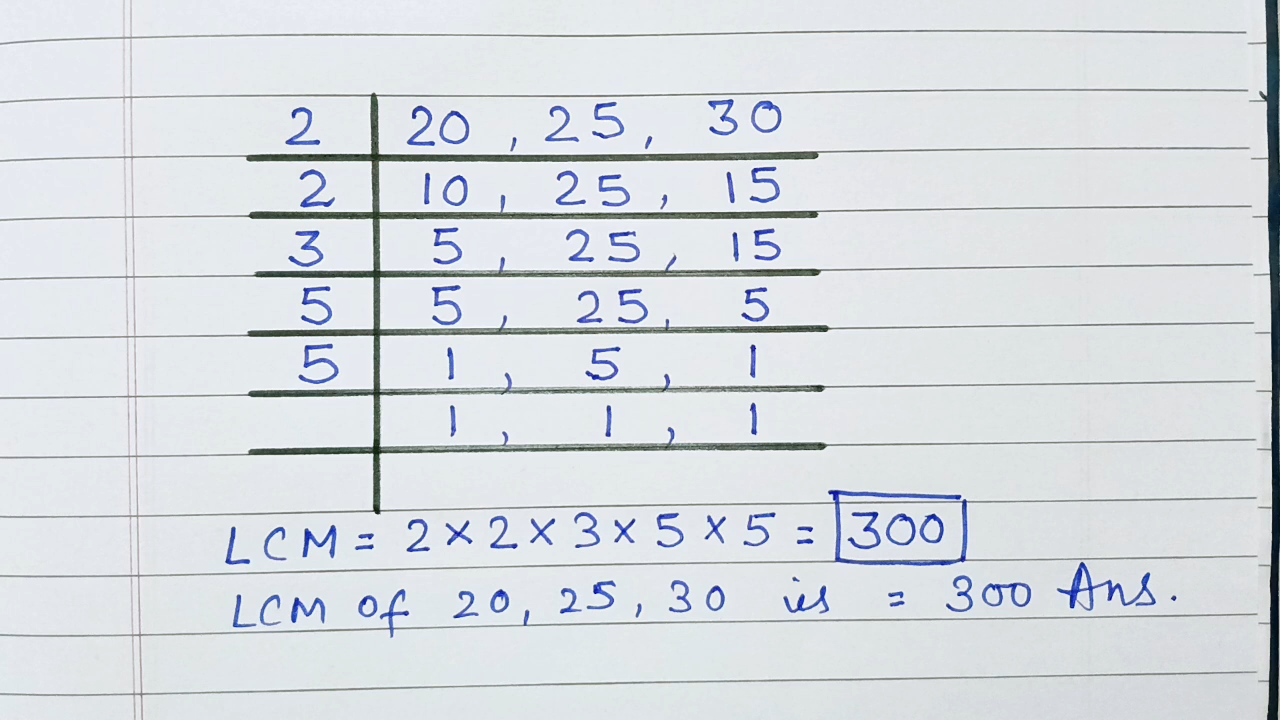 2 20 , 25 , 30
2 10 , 25 , 15
3 5 , 25 , 15
5 5 , 25 , 5
5 1 , 5 , 1
1 , 1 , 1
LCM = 2 × 2 × 3 × 5 × 5 = 300
LCM of 20, 25, 30 is = 300 Ans.